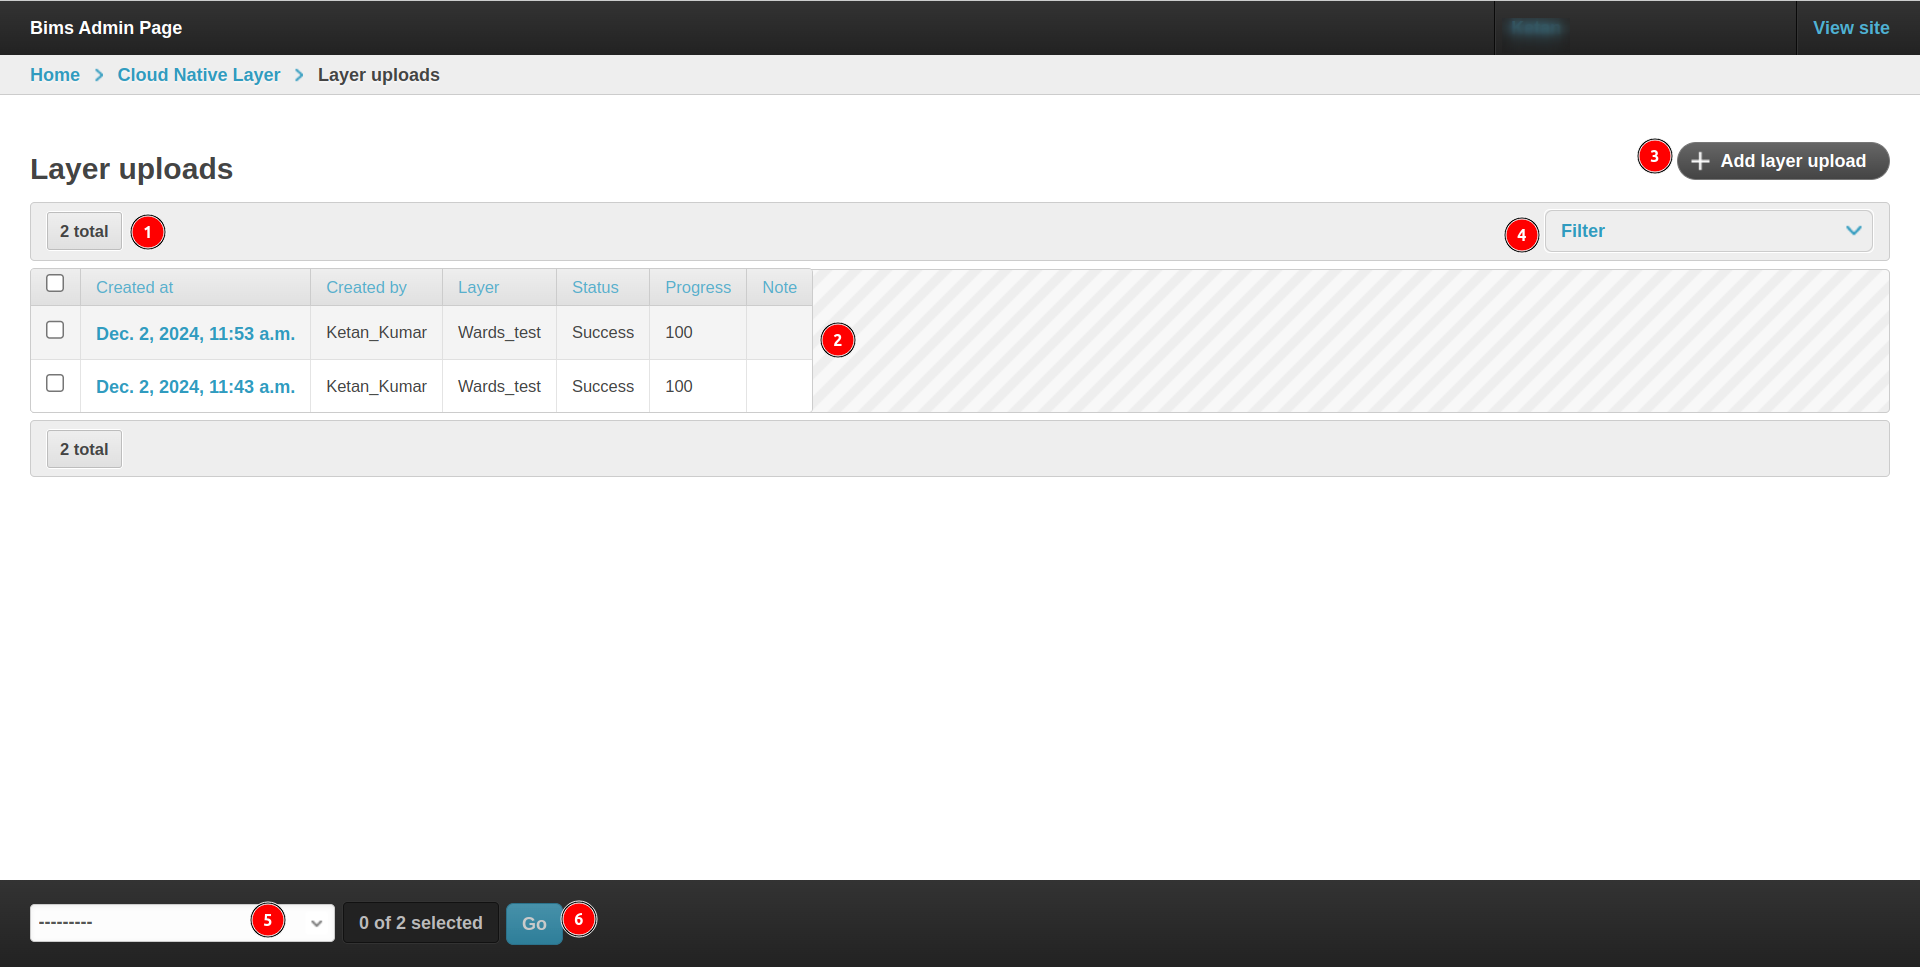 Bims Admin Page
View site
Home > Cloud Native Layer > Layer uploads
Layer uploads
3 + Add layer upload
2 total 1
4 Filter
Created at Created by Layer Status Progress Note
Dec. 2, 2024, 11:53 a.m. Ketan_Kumar Wards_test Success 100
2
Dec. 2, 2024, 11:43 a.m. Ketan_Kumar Wards_test Success 100
2 total
--------- 5 0 of 2 selected Go 6